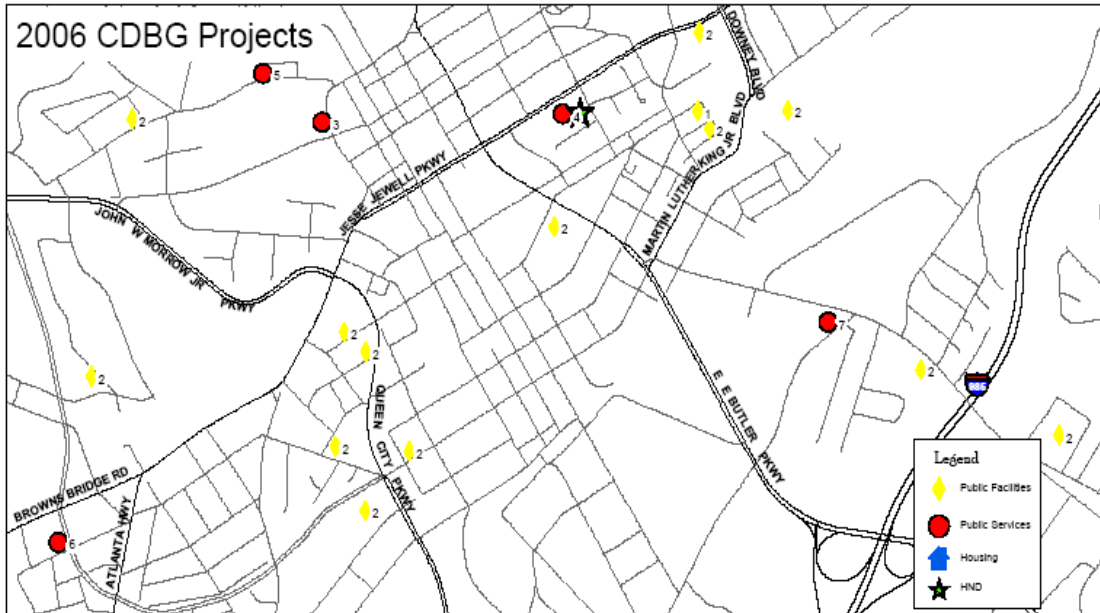 2006 CDBG Projects
2
DOWNEY BLVD
5
2
3
4
1
2
2
JESSE JEWELL PKWY
MARTIN LUTHER KING JR BLVD
JOHN W MORROW JR PKWY
2
2
2
7
2
2
985
E E BUTLER PKWY
QUEEN CITY PKWY
2
2
2
2
BROWNS BRIDGE RD
ATLANTA HWY
6
Legend
Public Facilities
Public Services
Housing
HND